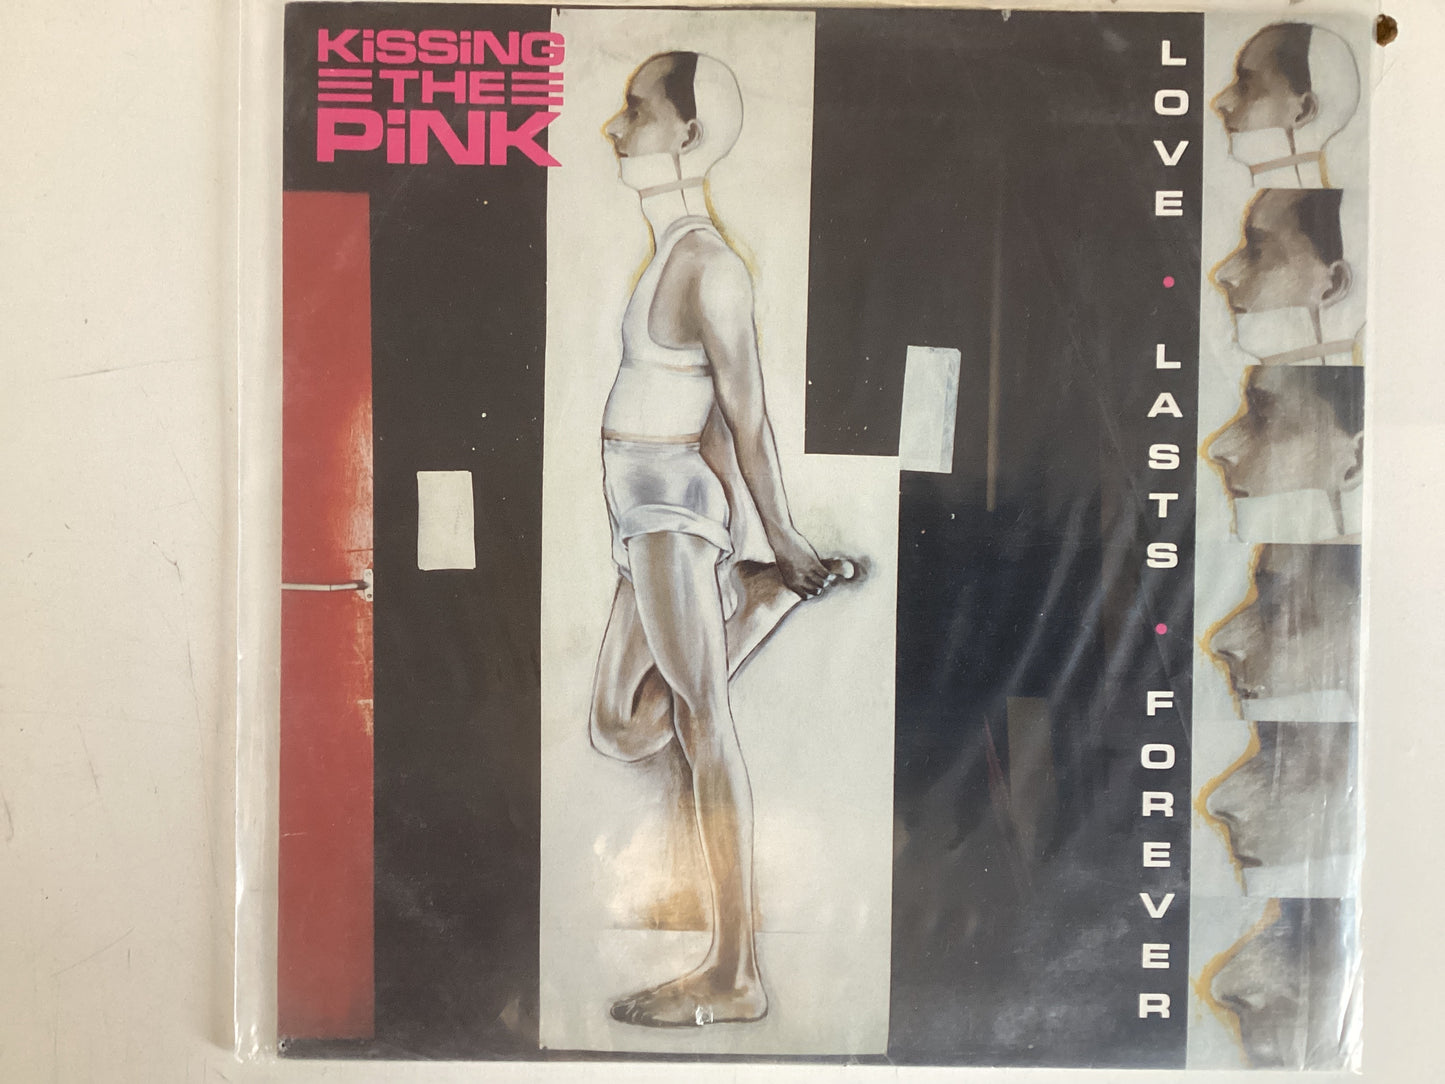 KiSSiNG
THE
PiNK
LOVE • LASTS • FOREVER